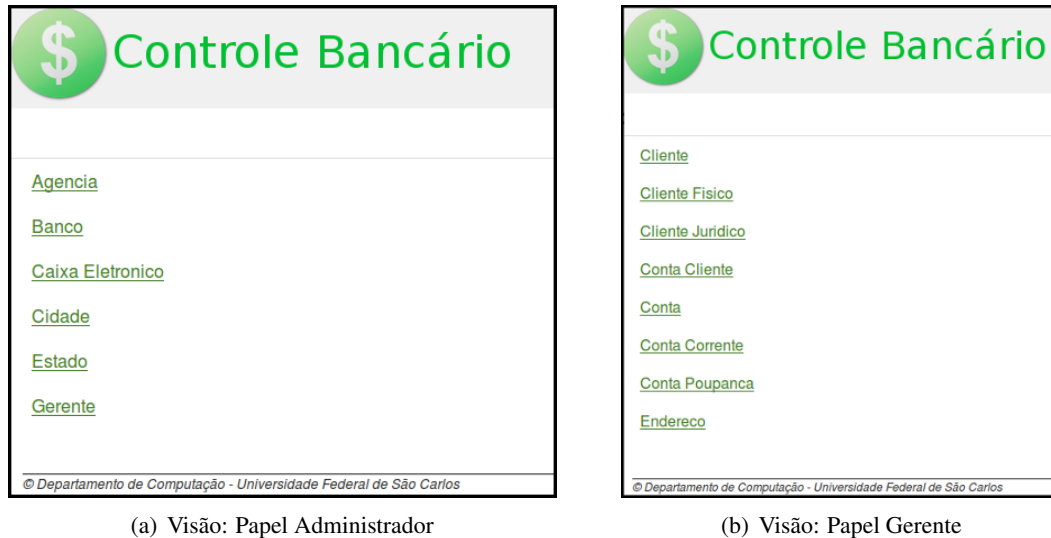 $ Controle Bancário
Agencia
Banco
Caixa Eletronico
Cidade
Estado
Gerente
© Departamento de Computação - Universidade Federal de São Carlos
(a) Visão: Papel Administrador
$ Controle Bancário
Cliente
Cliente Fisico
Cliente Juridico
Conta Cliente
Conta
Conta Corrente
Conta Poupanca
Endereco
© Departamento de Computação - Universidade Federal de São Carlos
(b) Visão: Papel Gerente